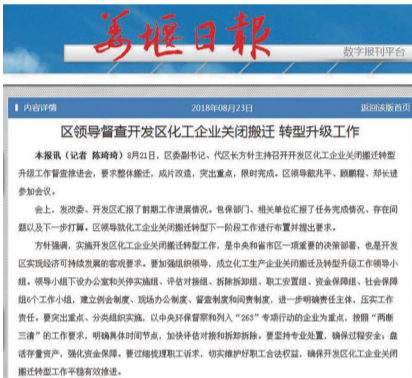 姜堰日报
数字报刊平台
内容详情
2018年08月23日
返回该版首页
区领导督查开发区化工企业关闭搬迁 转型升级工作
本报讯（记者 陈琦琦）8月21日，区委副书记、代区长方针主持召开开发区化工企业关闭搬迁转型
升级工作督查推进会，要求整体搬迁，成片改造，突出重点，限时完成。区领导戴兆平、顾鹏程、郑长进
参加会议。
会上，发改委、开发区汇报了前期工作进展情况。包保部门、相关单位汇报了任务完成情况、存在问
题以及下一步打算。区领导就化工企业关闭搬迁转型下一阶段工作进行布置并提出要求。
方针强调，实施开发区化工企业关闭搬迁转型工作，是中央和省市区一项重要的决策部署，也是开发
区实现经济可持续发展的客观要求。要加强组织领导，成立化工生产企业关闭搬迁及转型升级工作领导小
组。领导小组下设办公室和关停实施组、评估对接组、拆除拆卸组、职工安置组、资金保障组、社会保障
组6个工作小组，建立例会制度、现场办公制度、督查制度和问责制度，进一步明确责任主体、压实工作
责任。要突出重点、分类组织实施。以中央环保督察和列入“263”专项行动的企业为重点，按照“两断
三清”的工作要求，明确具体时间节点，加快评估对接和拆卸拆除。要坚持专业处置，确保过程安全；盘
活存量资产，强化资金保障。要过细梳理职工诉求，切实维护好职工合法权益，确保开发区化工企业关闭
搬迁转型工作平稳有效推进。